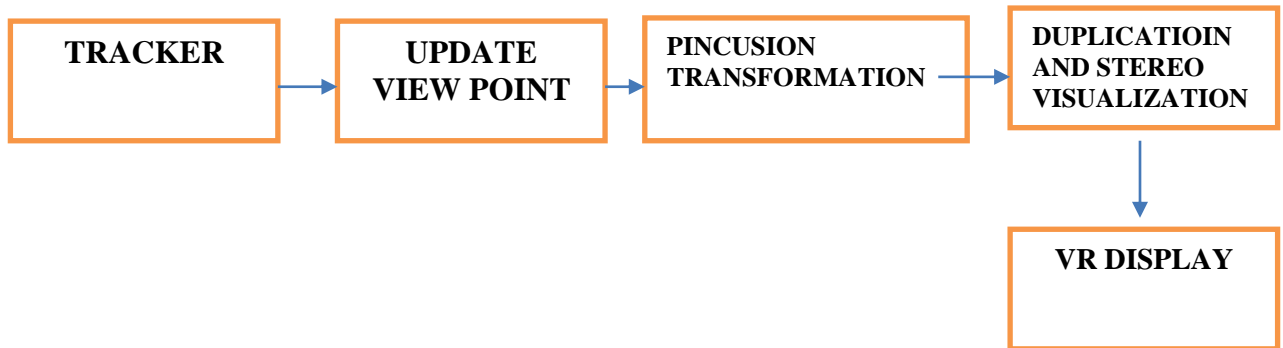 TRACKER
UPDATE
VIEW POINT
PINCUSION
TRANSFORMATION
DUPLICATIOIN
AND STEREO
VISUALIZATION
VR DISPLAY